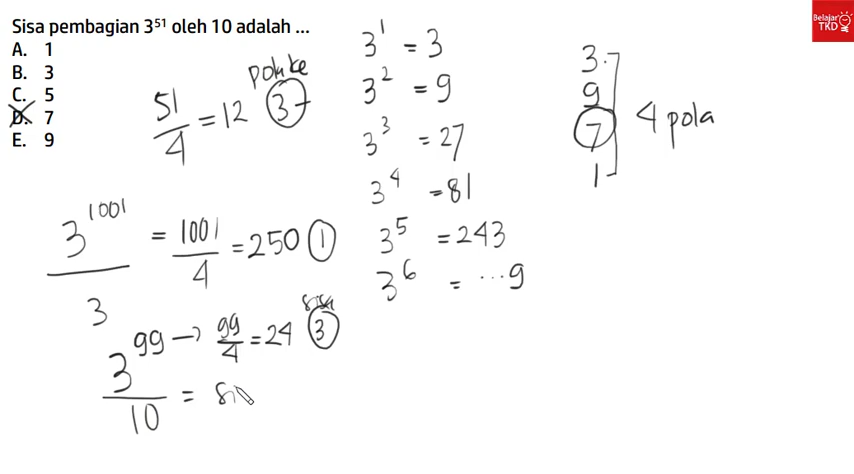 Sisa pembagian 3⁵¹ oleh 10 adalah ...
A. 1
B. 3
C. 5
D. 7
E. 9
Belajar TKD
51/4 = 12 (3)
pola ke
3¹ = 3
3² = 9
3³ = 27
3⁴ = 81
3⁵ = 243
3⁶ = ...9
3
9
7
1
4 pola
3¹⁰⁰¹/3 = 1001/4 = 250 (1)
3⁹⁹ → 99/4 = 24 (3)
sisa
3⁹⁹/10 = sis